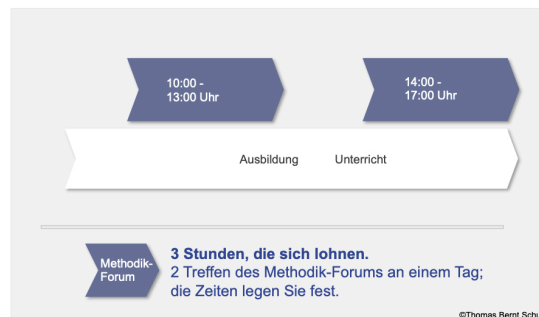 10:00 -
13:00 Uhr
14:00 -
17:00 Uhr
Ausbildung Unterricht
Methodik-
Forum
3 Stunden, die sich lohnen.
2 Treffen des Methodik-Forums an einem Tag;
die Zeiten legen Sie fest.
©Thomas Bernt Schu